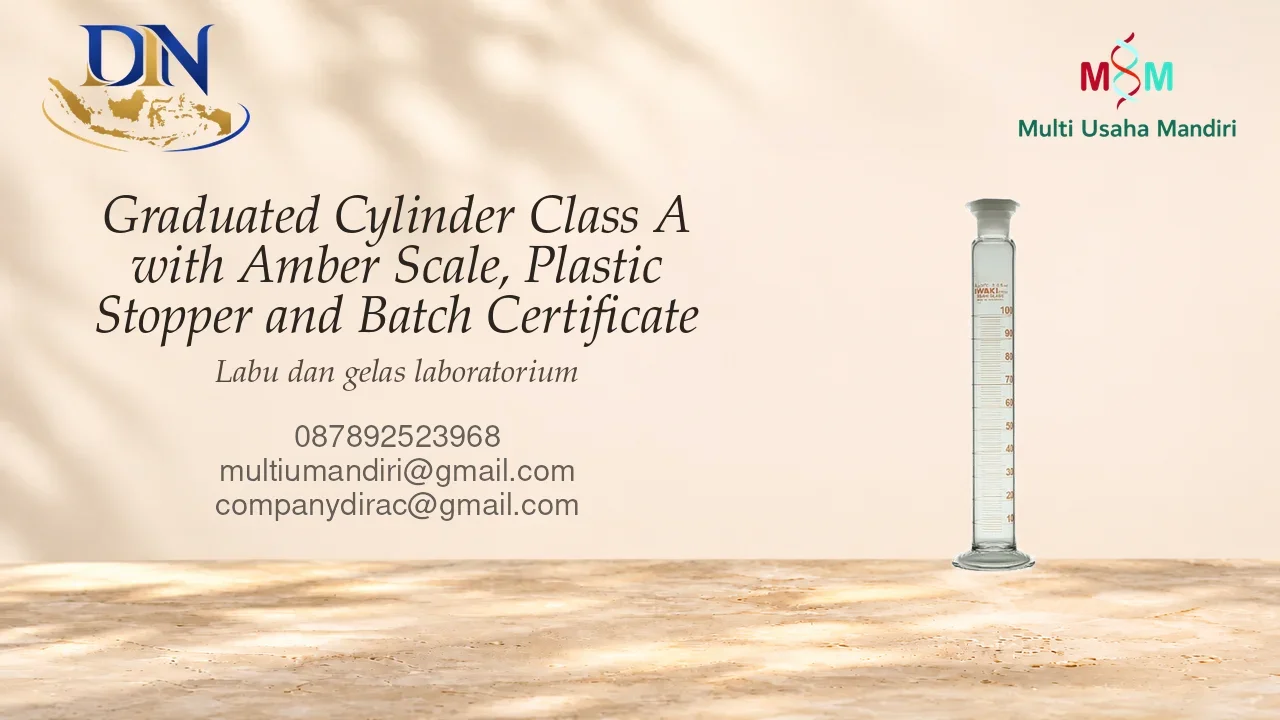 DN
M M
Multi Usaha Mandiri
Graduated Cylinder Class A
with Amber Scale, Plastic
Stopper and Batch Certificate
Labu dan gelas laboratorium
087892523968
multiumandiri@gmail.com
companydirac@gmail.com
IWAKI
100
90
80
70
60
50
40
30
20
10